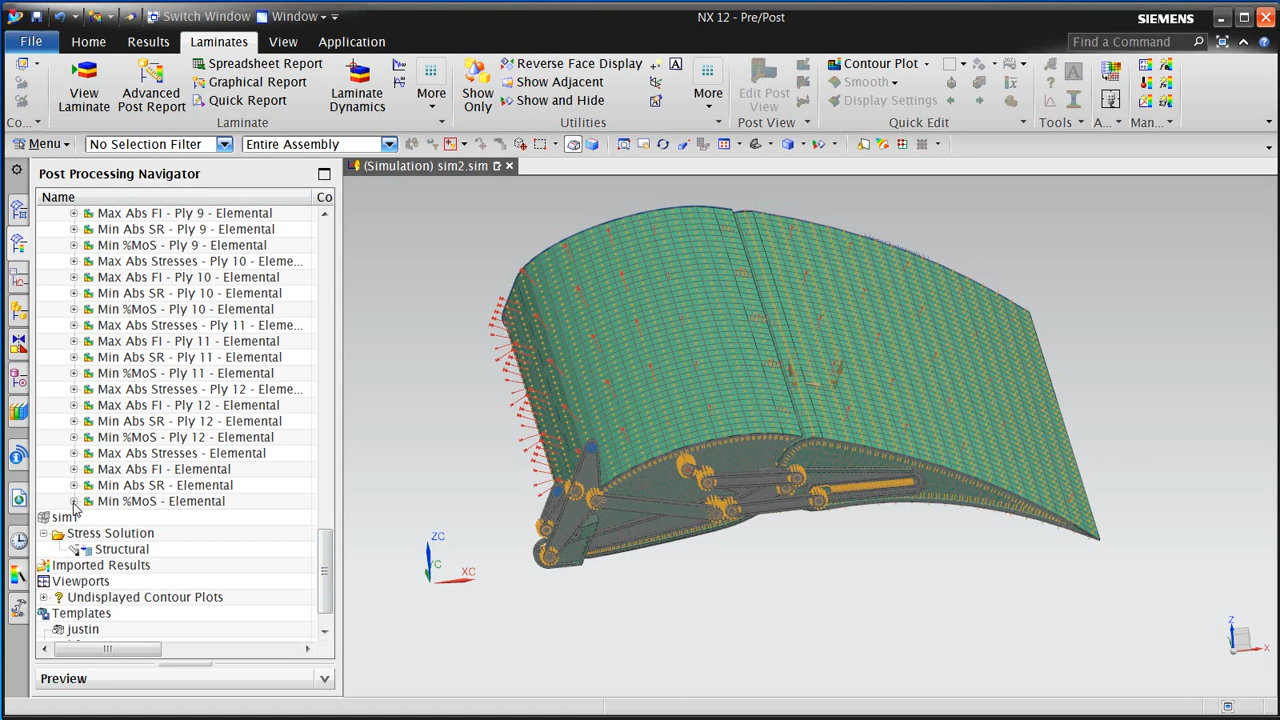 Switch Window Window NX 12 - Pre/Post SIEMENS
File Home Results Laminates View Application Find a Command
View Laminate
Advanced Post Report
Spreadsheet Report
Graphical Report
Quick Report
Laminate Dynamics
More
Show Only
Reverse Face Display
Show Adjacent
Show and Hide
More
Edit Post View
Contour Plot
Smooth
Display Settings
Co... Laminate Utilities Post View Quick Edit Tools A... Man...
Menu No Selection Filter Entire Assembly
Post Processing Navigator
(Simulation) sim2.sim
Name Co
Max Abs FI - Ply 9 - Elemental
Min Abs SR - Ply 9 - Elemental
Min %MoS - Ply 9 - Elemental
Max Abs Stresses - Ply 10 - Eleme...
Max Abs FI - Ply 10 - Elemental
Min Abs SR - Ply 10 - Elemental
Min %MoS - Ply 10 - Elemental
Max Abs Stresses - Ply 11 - Eleme...
Max Abs FI - Ply 11 - Elemental
Min Abs SR - Ply 11 - Elemental
Min %MoS - Ply 11 - Elemental
Max Abs Stresses - Ply 12 - Eleme...
Max Abs FI - Ply 12 - Elemental
Min Abs SR - Ply 12 - Elemental
Min %MoS - Ply 12 - Elemental
Max Abs Stresses - Elemental
Max Abs FI - Elemental
Min Abs SR - Elemental
Min %MoS - Elemental
Stress Solution
Structural
Imported Results
Viewports
Undisplayed Contour Plots
Templates
justin
Preview
ZC
YC
XC
Z
X